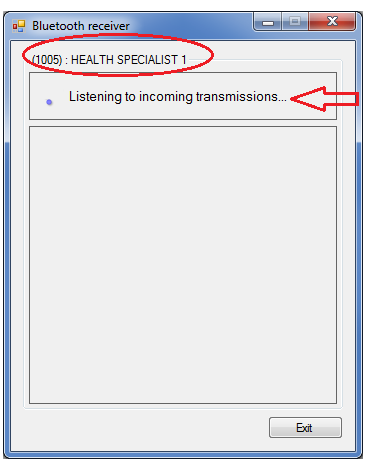 Bluetooth receiver
(1005) : HEALTH SPECIALIST 1
Listening to incoming transmissions...
Exit